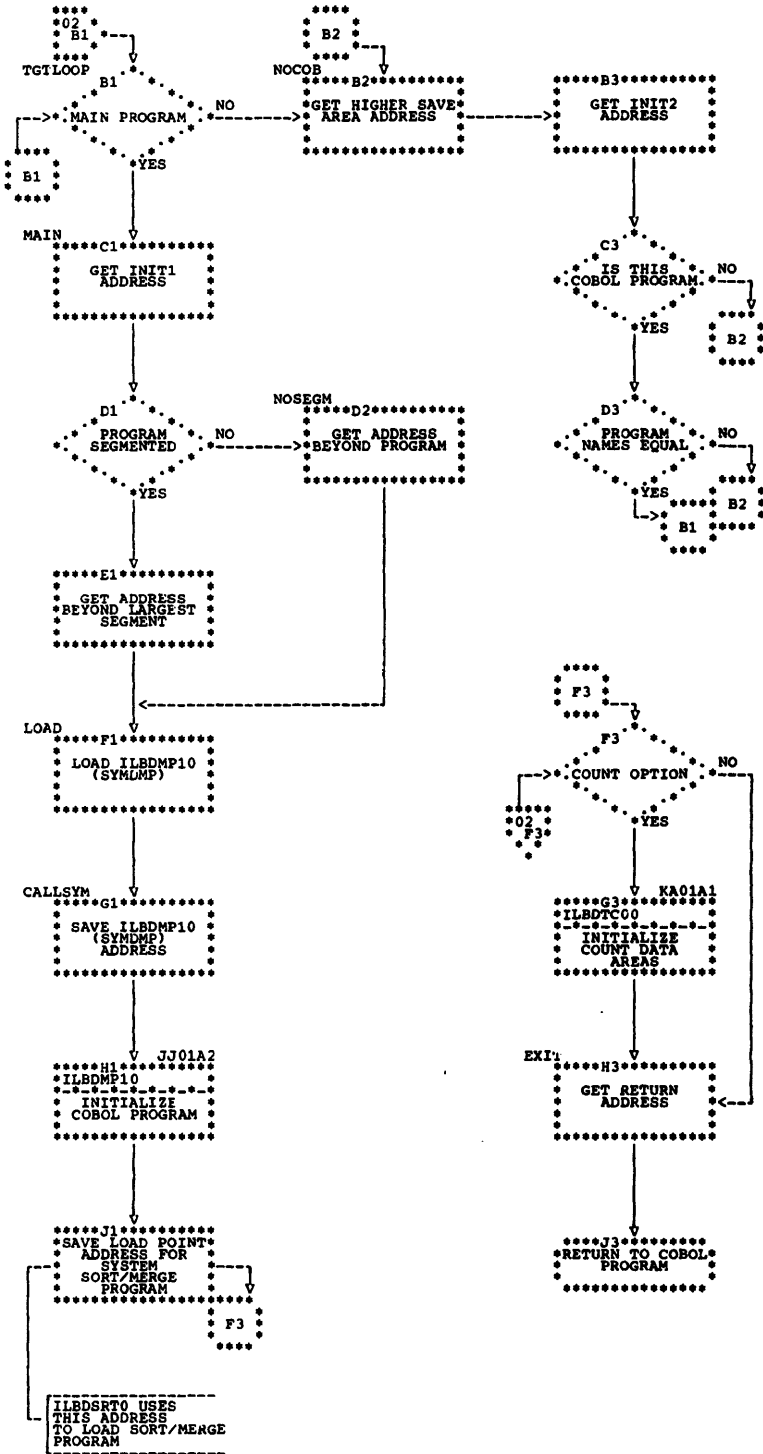 02
B1
TGTLOOP
B1
MAIN PROGRAM
NO
YES
B1
B2
NOCOB
B2
GET HIGHER SAVE
AREA ADDRESS
B3
GET INIT2
ADDRESS
MAIN
C1
GET INIT1
ADDRESS
C3
IS THIS
COBOL PROGRAM
NO
YES
B2
D1
PROGRAM
SEGMENTED
NO
YES
NOSEGM
D2
GET ADDRESS
BEYOND PROGRAM
D3
PROGRAM
NAMES EQUAL
NO
YES
B1
B2
E1
GET ADDRESS
BEYOND LARGEST
SEGMENT
F3
LOAD
F1
LOAD ILBDMP10
(SYMDMP)
F3
COUNT OPTION
NO
YES
02
F3
CALLSYM
G1
SAVE ILBDMP10
(SYMDMP)
ADDRESS
KA01A1
G3
ILBDTC00
INITIALIZE
COUNT DATA
AREAS
JJ01A2
H1
ILBDMP10
INITIALIZE
COBOL PROGRAM
EXIT
H3
GET RETURN
ADDRESS
J1
SAVE LOAD POINT
ADDRESS FOR
SYSTEM
SORT/MERGE
PROGRAM
F3
J3
RETURN TO COBOL
PROGRAM
ILBDSRT0 USES
THIS ADDRESS
TO LOAD SORT/MERGE
PROGRAM